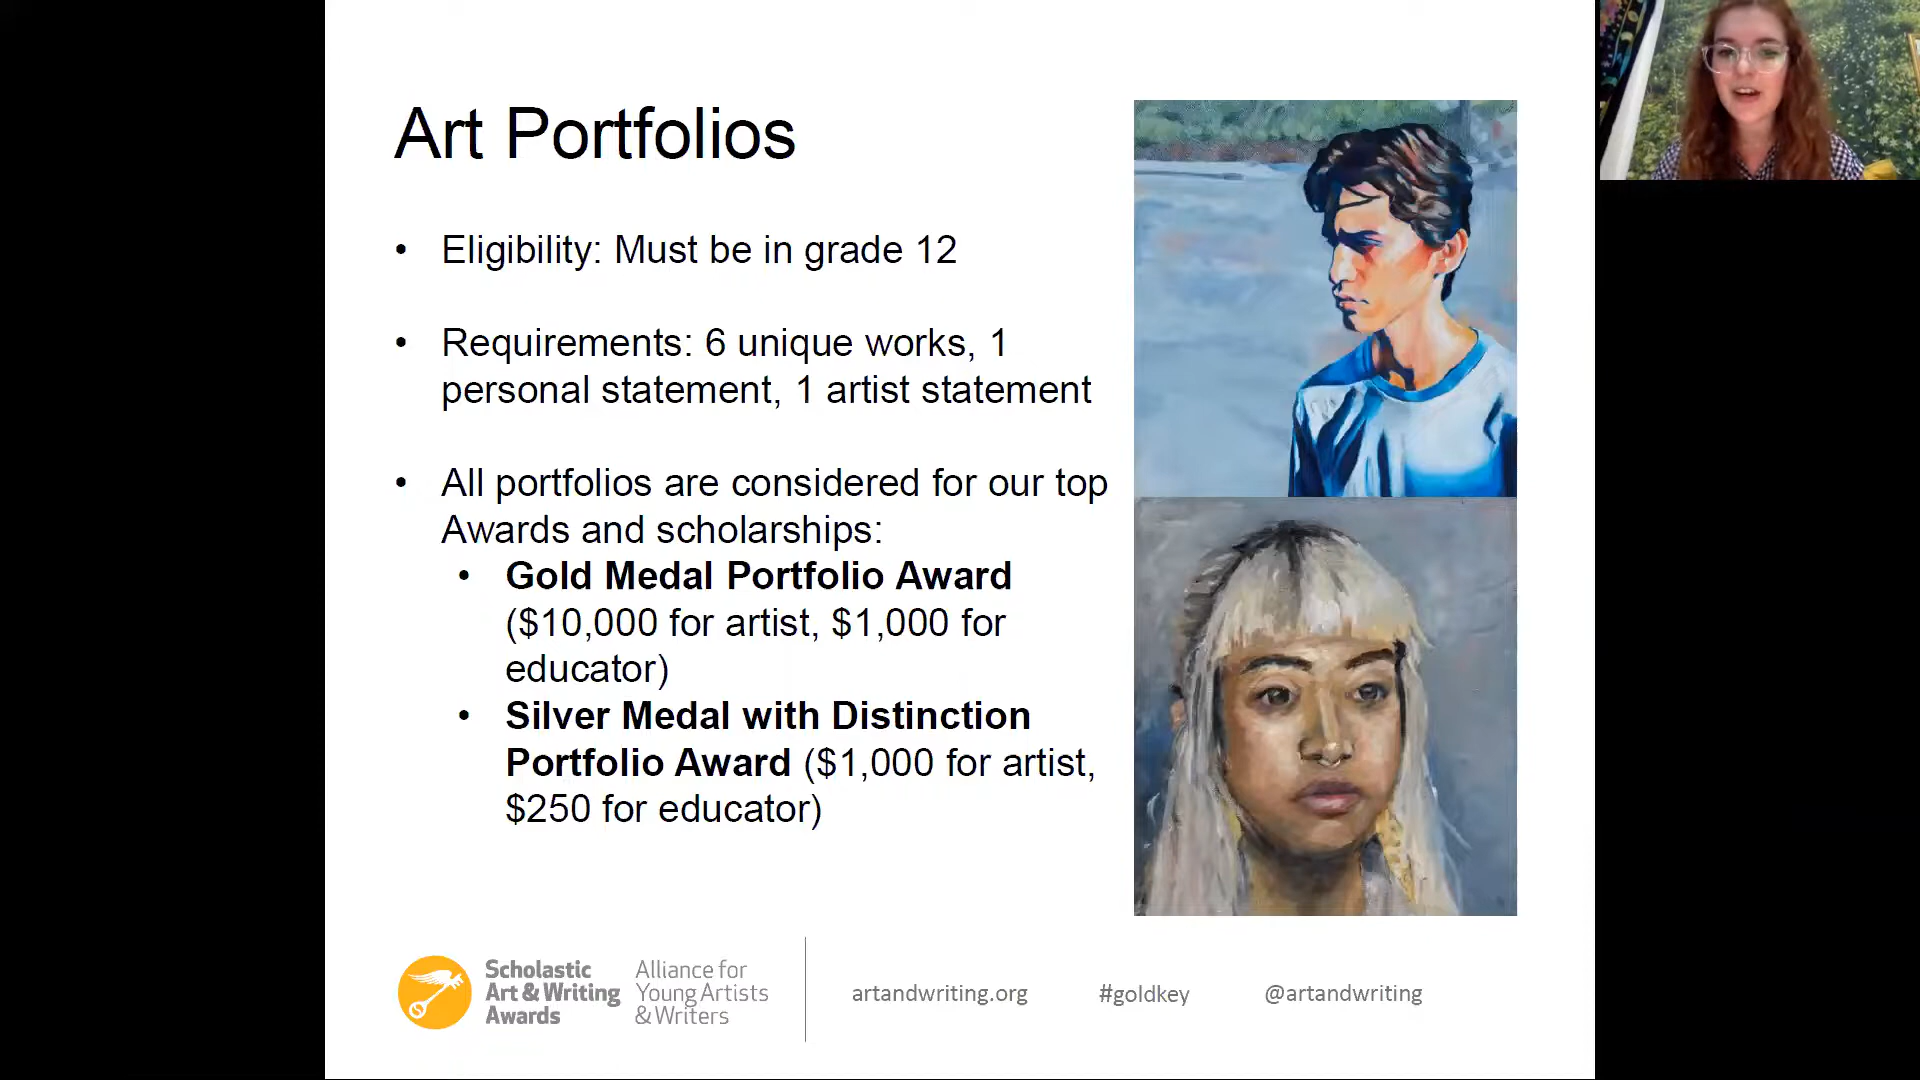 Art Portfolios
• Eligibility: Must be in grade 12
• Requirements: 6 unique works, 1
personal statement, 1 artist statement
• All portfolios are considered for our top
Awards and scholarships:
• Gold Medal Portfolio Award
($10,000 for artist, $1,000 for
educator)
• Silver Medal with Distinction
Portfolio Award ($1,000 for artist,
$250 for educator)
Scholastic
Art & Writing
Awards
Alliance for
Young Artists
& Writers
artandwriting.org
#goldkey
@artandwriting